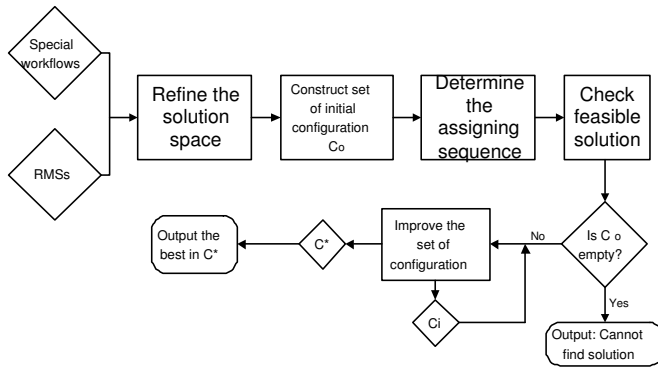 Special
workflows
RMSs
Refine the
solution
space
Construct set
of initial
configuration
Co
Determine
the
assigning
sequence
Check
feasible
solution
Is C o
empty?
No
Yes
Improve the
set of
configuration
C*
Output the
best in C*
Ci
Output: Cannot
find solution